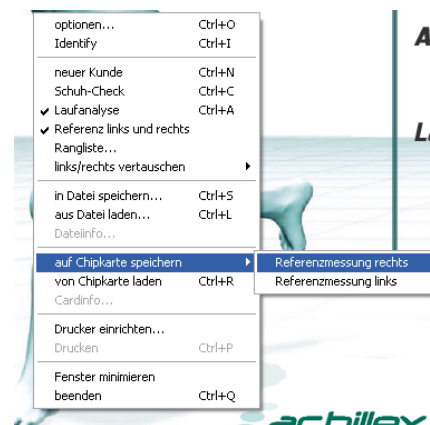 optionen... Ctrl+O
Identify Ctrl+I
neuer Kunde Ctrl+N
Schuh-Check Ctrl+C
Laufanalyse Ctrl+A
Referenz links und rechts
Rangliste...
links/rechts vertauschen
in Datei speichern... Ctrl+S
aus Datei laden... Ctrl+L
Dateiinfo...
auf Chipkarte speichern
Referenzmessung rechts
von Chipkarte laden Ctrl+R
Referenzmessung links
Cardinfo...
Drucker einrichten...
Drucken Ctrl+P
Fenster minimieren
beenden Ctrl+Q
achillex